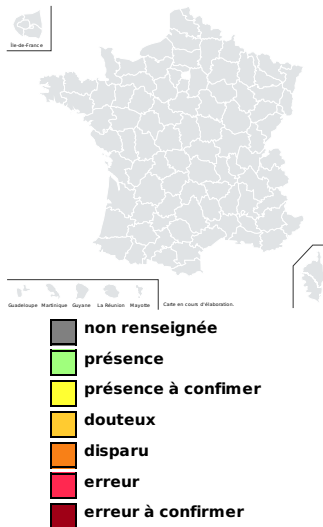 Île-de-France
Guadeloupe Martinique Guyane La Réunion Mayotte Carte en cours d'élaboration.
non renseignée
présence
présence à confimer
douteux
disparu
erreur
erreur à confirmer